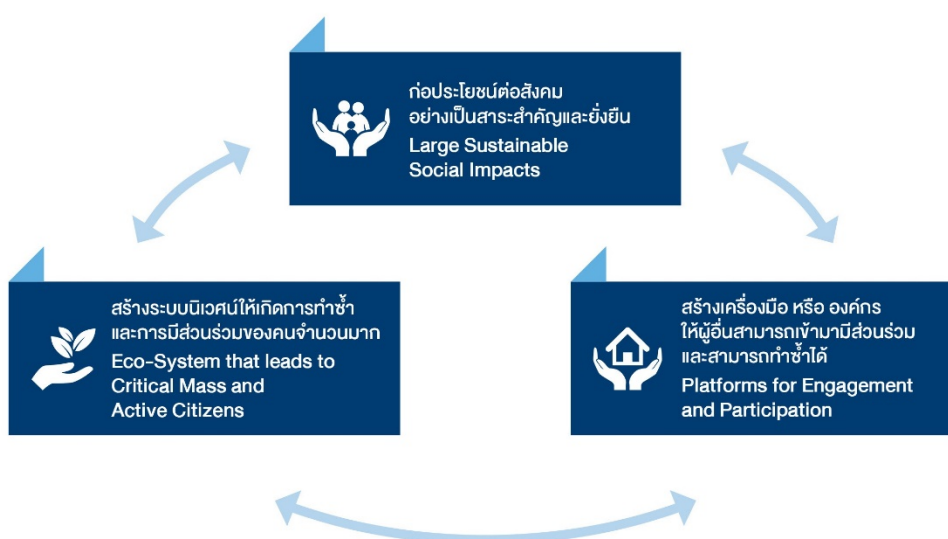 ก่อประโยชน์ต่อสังคม
อย่างเป็นสาระสำคัญและยั่งยืน
Large Sustainable
Social Impacts
สร้างระบบนิเวศน์ให้เกิดการทำซ้ำ
และการมีส่วนร่วมของคนจำนวนมาก
Eco-System that leads to
Critical Mass and
Active Citizens
สร้างเครื่องมือ หรือ องค์กร
ให้ผู้อื่นสามารถเข้ามามีส่วนร่วม
และสามารถทำซ้ำได้
Platforms for Engagement
and Participation